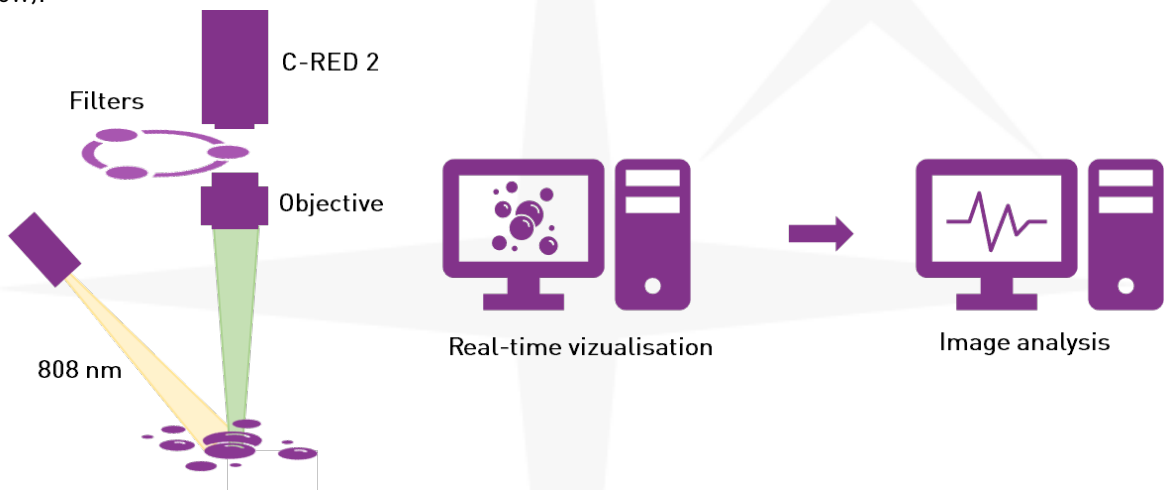 C-RED 2
Filters
Objective
808 nm
Real-time vizualisation
Image analysis